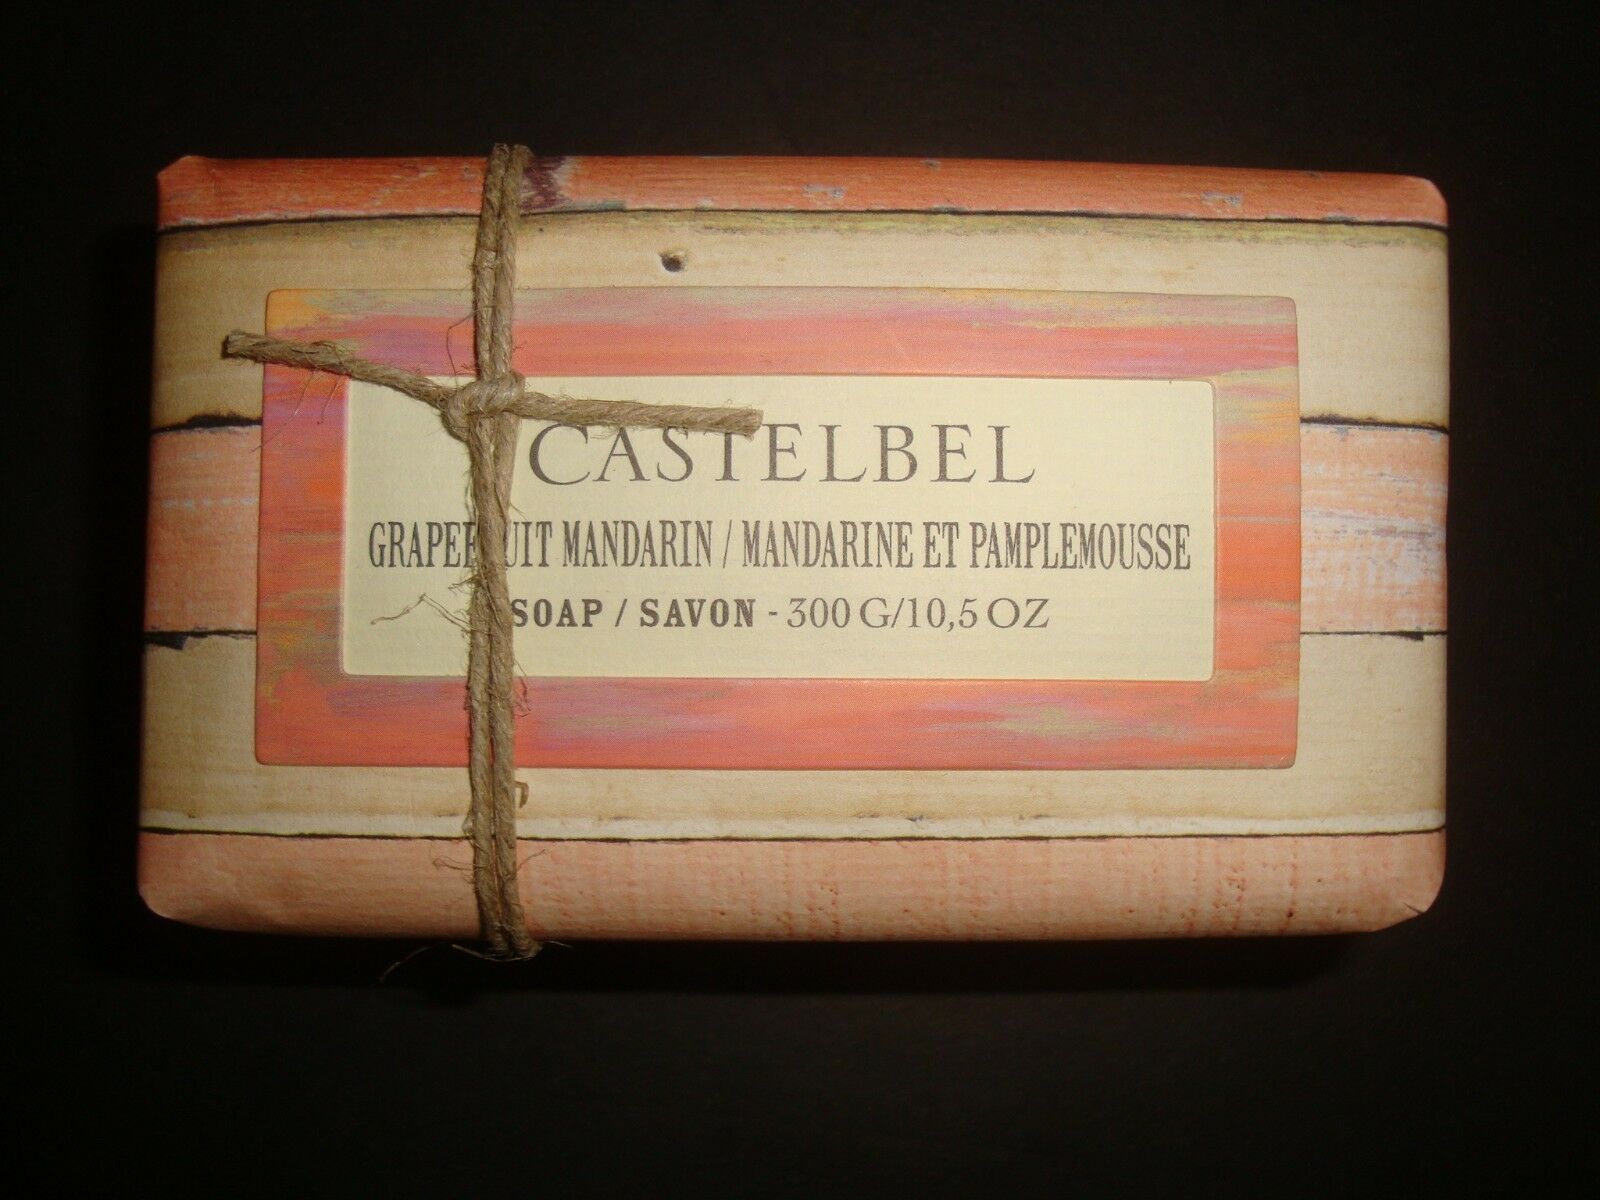 CASTELBEL
GRAPEFRUIT MANDARIN / MANDARINE ET PAMPLEMOUSSE
SOAP / SAVON - 300 G/10,5 OZ